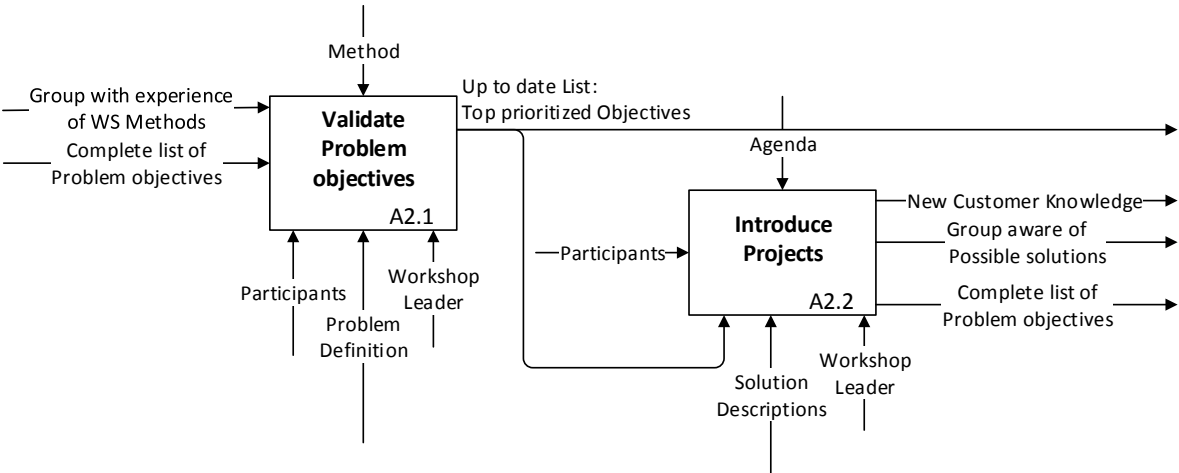 Method
Group with experience
of WS Methods
Complete list of
Problem objectives
Validate
Problem
objectives
A2.1
Up to date List:
Top prioritized Objectives
Participants
Problem
Definition
Workshop
Leader
Agenda
Participants
Introduce
Projects
A2.2
New Customer Knowledge
Group aware of
Possible solutions
Complete list of
Problem objectives
Solution
Descriptions
Workshop
Leader